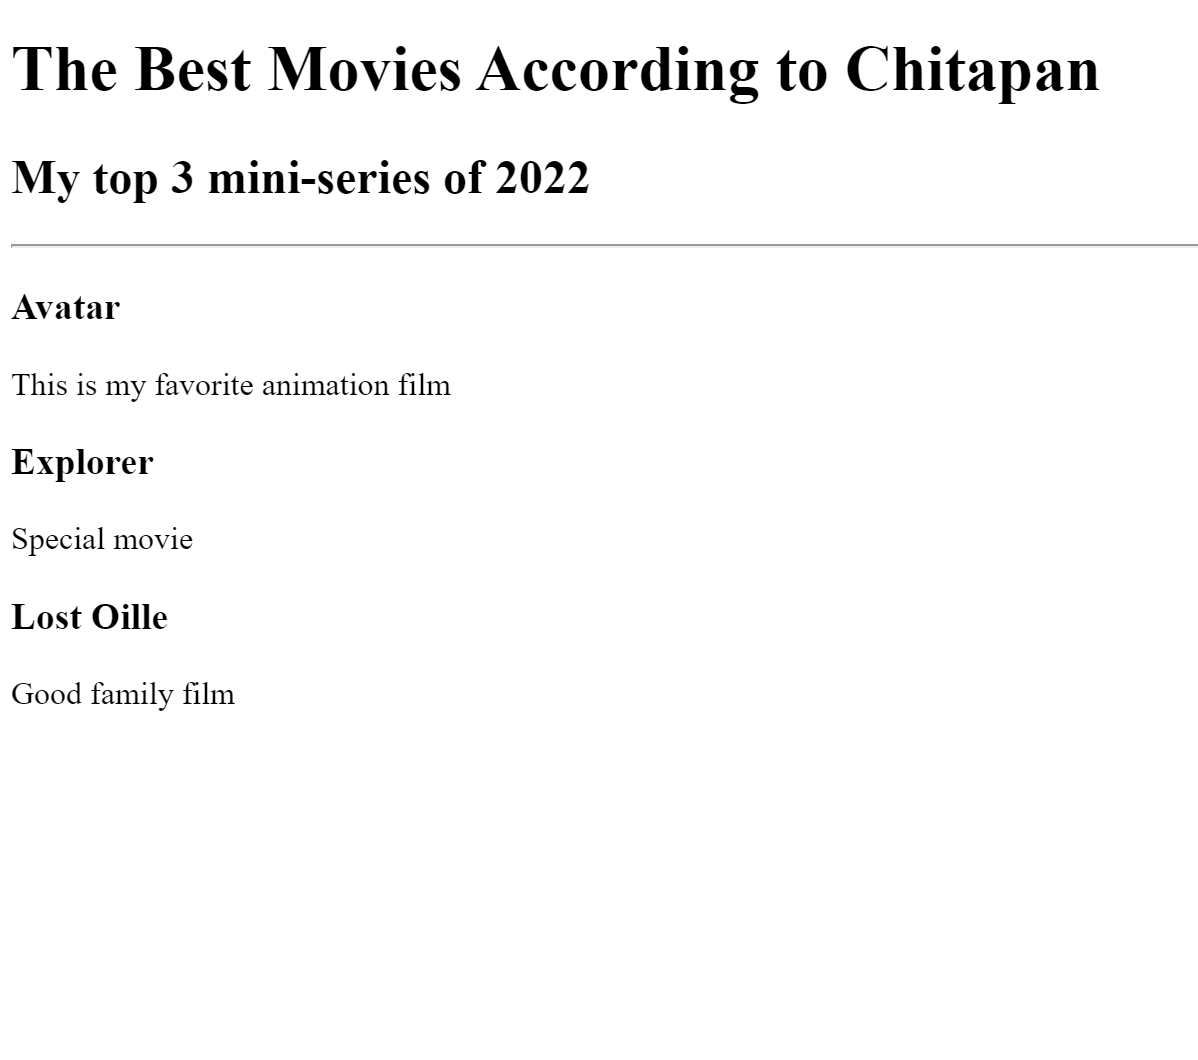 The Best Movies According to Chitapan
My top 3 mini-series of 2022
Avatar
This is my favorite animation film
Explorer
Special movie
Lost Oille
Good family film